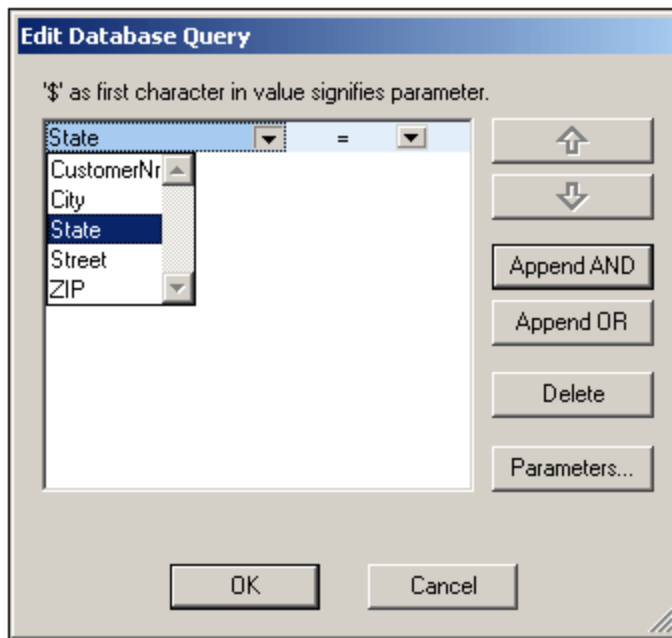 Edit Database Query
'$' as first character in value signifies parameter.
State =
CustomerNr
City
State
Street
ZIP
Append AND
Append OR
Delete
Parameters...
OK Cancel